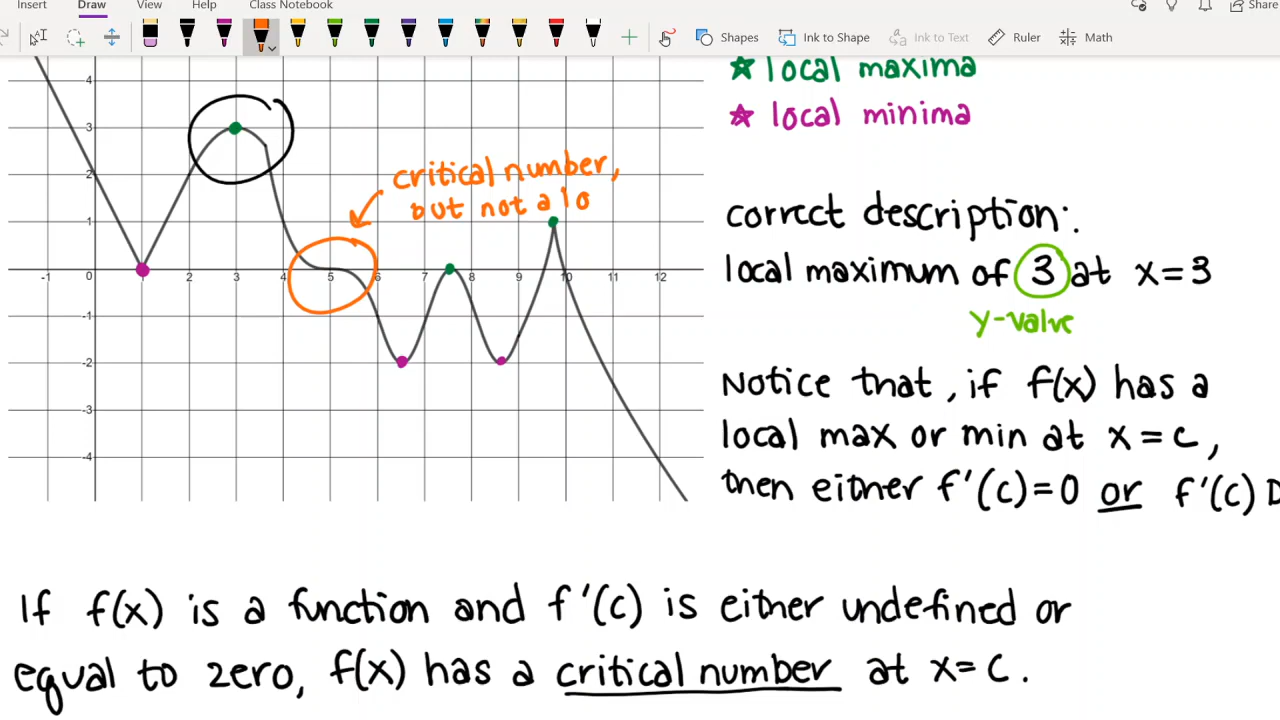 Insert Draw View Help Class Notebook Share
Shapes Ink to Shape Ink to Text Ruler Math
4
3
2
1
-1 0 2 3 4 5 6 7 8 9 10 11 12
-1
-2
-3
-4
critical number,
but not a lo
★ local maxima
☆ local minima
correct description:
local maximum of 3 at x=3
y-value
Notice that, if f(x) has a
local max or min at x=c,
then either f'(c)=0 or f'(c) D
If f(x) is a function and f'(c) is either undefined or
equal to zero, f(x) has a critical number at x=c.